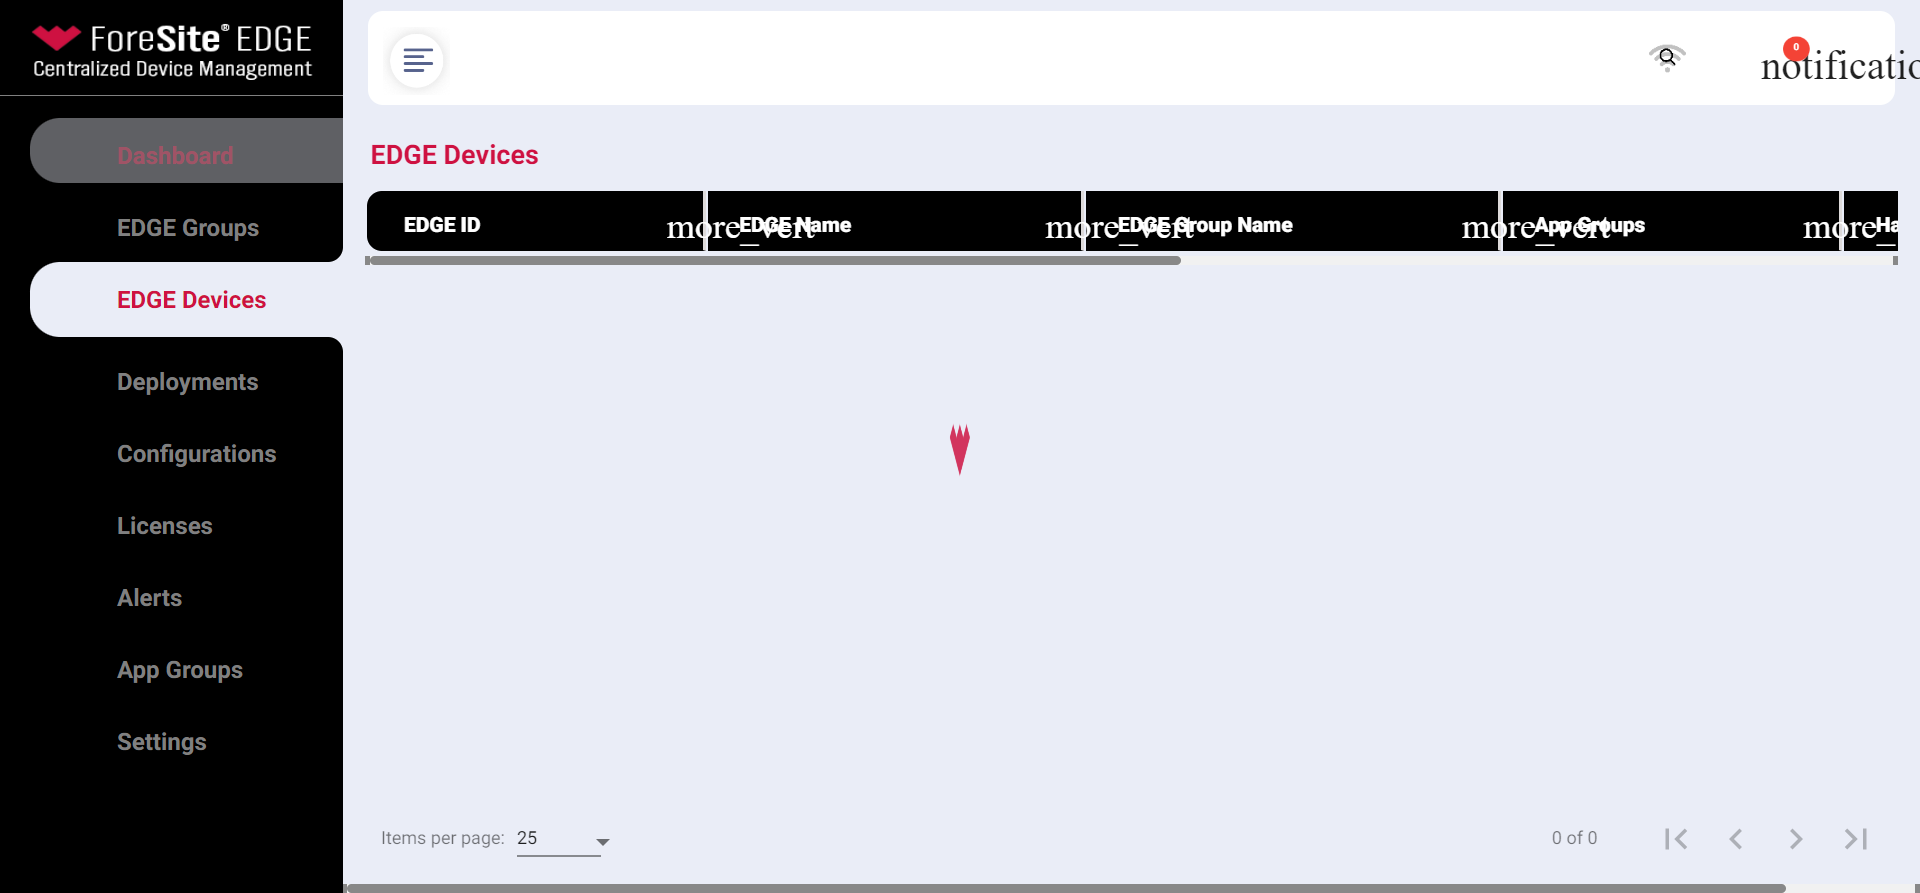 ForeSite® EDGE
Centralized Device Management
Dashboard
EDGE Groups
EDGE Devices
Deployments
Configurations
Licenses
Alerts
App Groups
Settings
0
notificatio
EDGE Devices
EDGE ID more_vert EDGE Name more_vert EDGE Group Name more_vert App Groups more_ Ha
Items per page: 25
0 of 0